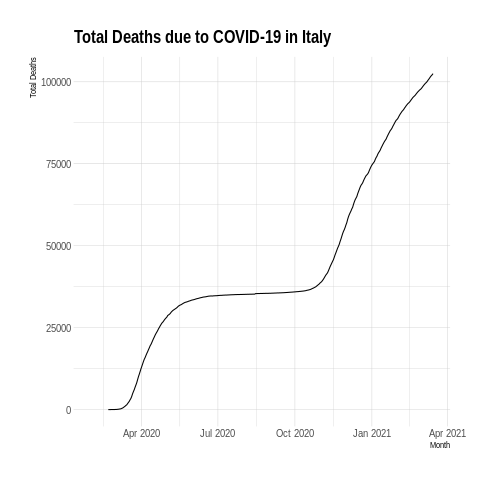 Total Deaths due to COVID-19 in Italy
Total Deaths
100000
75000
50000
25000
0
Apr 2020 Jul 2020 Oct 2020 Jan 2021 Apr 2021
Month